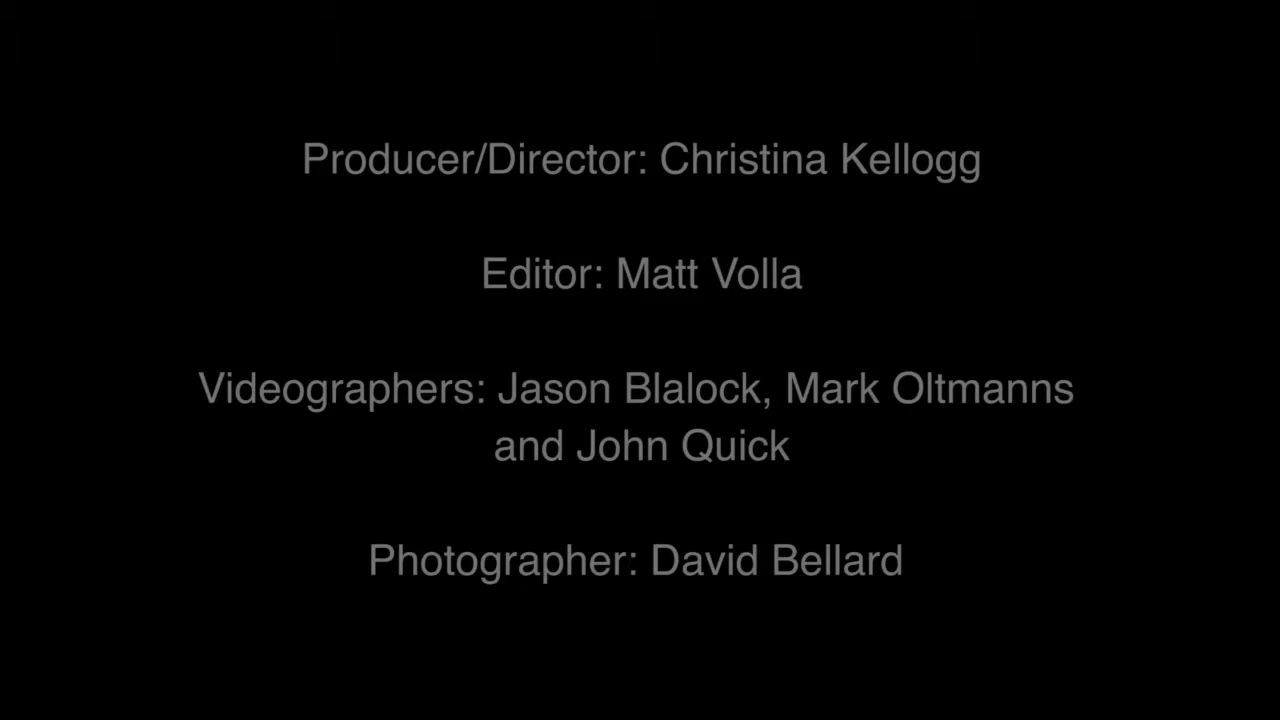 Producer/Director: Christina Kellogg
Editor: Matt Volla
Videographers: Jason Blalock, Mark Oltmanns
and John Quick
Photographer: David Bellard